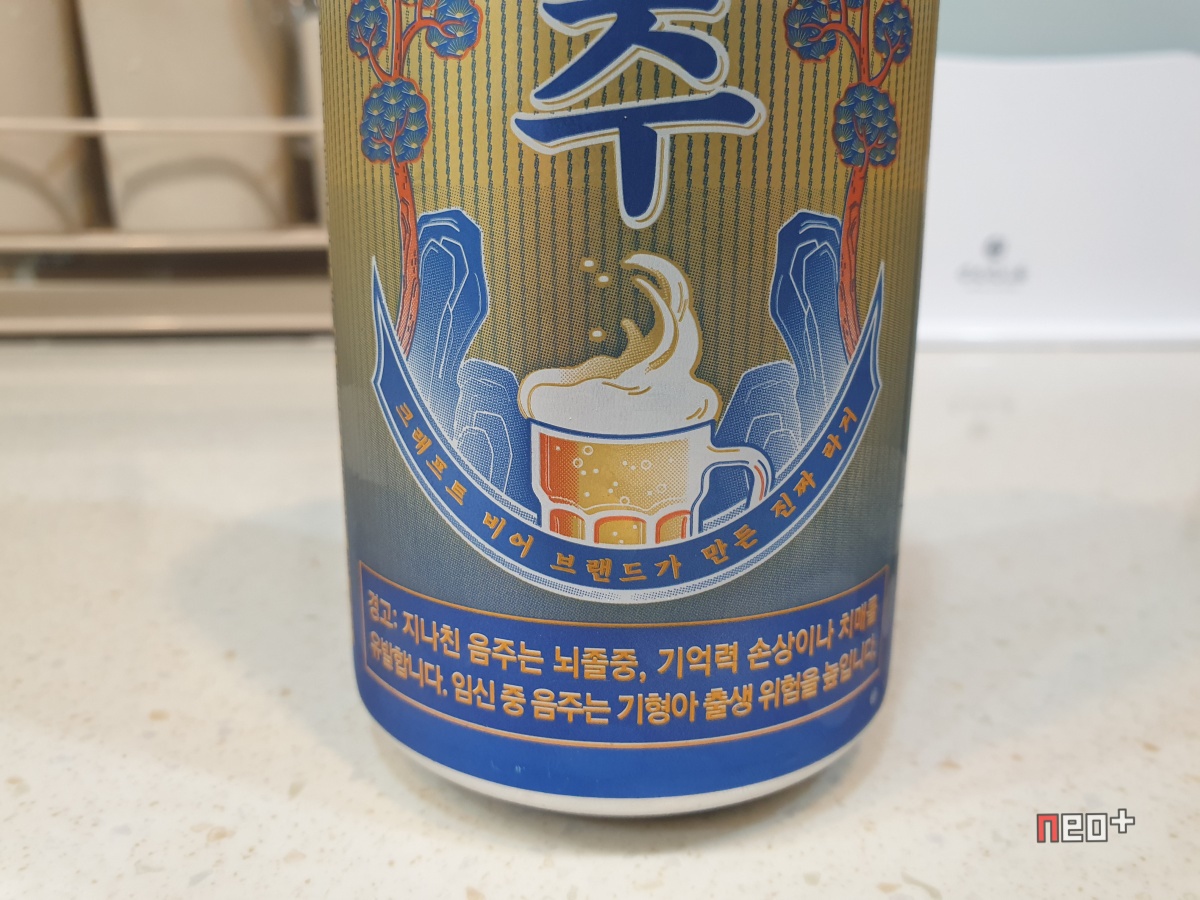 주
크래프트 비어 브랜드가 만든 진짜 라거
경고: 지나친 음주는 뇌졸중, 기억력 손상이나 치매를
유발합니다. 임신 중 음주는 기형아 출생 위험을 높입니다.
neo+